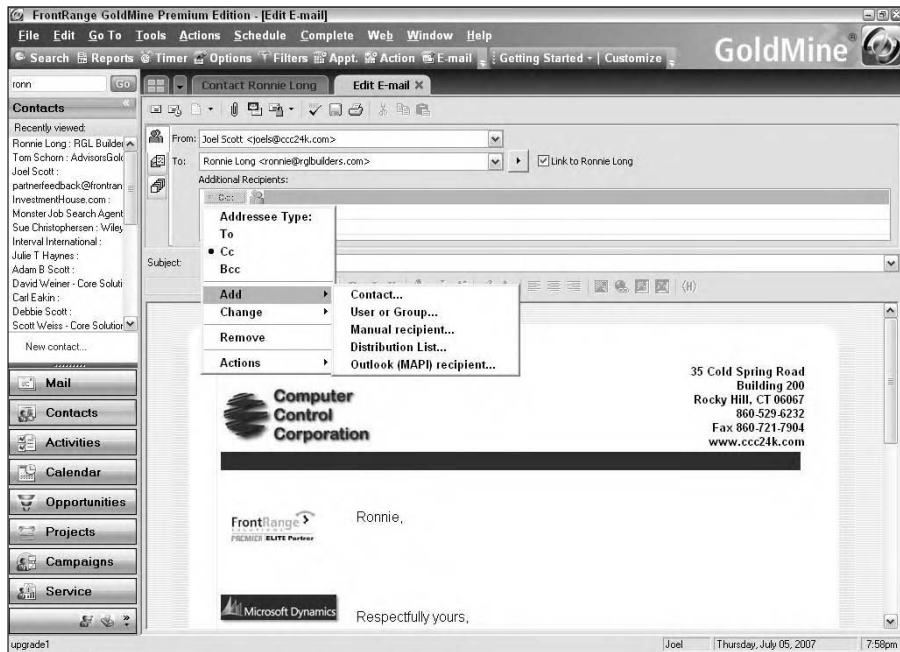 FrontRange GoldMine Premium Edition - [Edit E-mail]
File Edit Go To Tools Actions Schedule Complete Web Window Help
Search Reports Timer Options Filters Appt. Action E-mail Getting Started Customize
GoldMine®
ronn Go
Contact Ronnie Long Edit E-mail
Contacts
Recently viewed:
Ronnie Long : RGL Builder
Tom Schorn : AdvisorsGold
Joel Scott :
partnerfeedback@frontran
InvestmentHouse.com :
Monster Job Search Agent
Sue Christophersen : Wiley
Interval International :
Julie T Haynes :
Adam B Scott :
David Weiner - Core Soluti
Carl Eakin :
Debbie Scott :
Scott Weiss - Core Solution
New contact...
Mail
Contacts
Activities
Calendar
Opportunities
Projects
Campaigns
Service
From: Joel Scott <joels@ccc24k.com>
To: Ronnie Long <ronnie@rglbuilders.com> Link to Ronnie Long
Additional Recipients:
Cc:
Subject:
Addressee Type:
To
Cc
Bcc
Add
Change
Remove
Actions
Contact...
User or Group...
Manual recipient...
Distribution List...
Outlook (MAPI) recipient...
{H}
Computer
Control
Corporation
35 Cold Spring Road
Building 200
Rocky Hill, CT 06067
860-529-6232
Fax 860-721-7904
www.ccc24k.com
FrontRange
SOLUTIONS
PREMIER ELITE Partner
Ronnie,
Microsoft Dynamics
Respectfully yours,
upgrade1 Joel Thursday, July 05, 2007 7:58pm